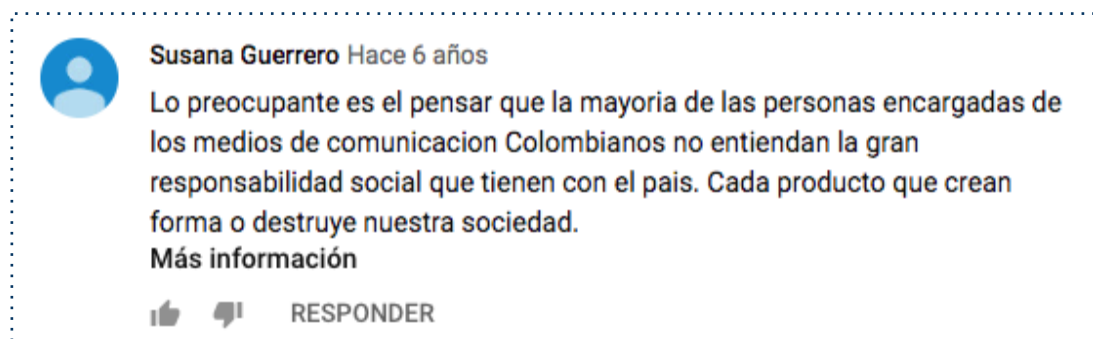 Susana Guerrero Hace 6 años
Lo preocupante es el pensar que la mayoria de las personas encargadas de
los medios de comunicacion Colombianos no entiendan la gran
responsabilidad social que tienen con el pais. Cada producto que crean
forma o destruye nuestra sociedad.
Más información
RESPONDER